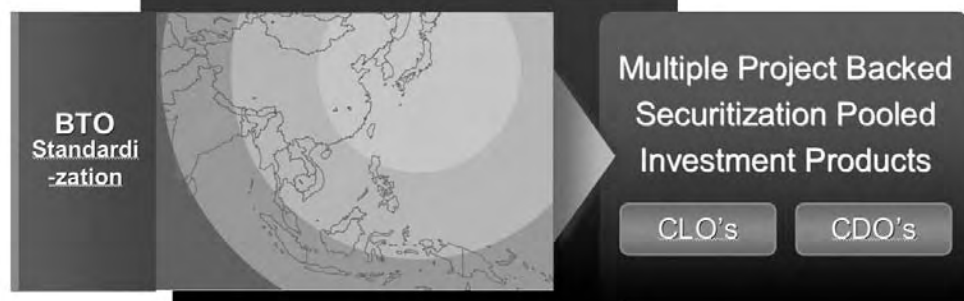 BTO
Standardi
-zation
Multiple Project Backed
Securitization Pooled
Investment Products
CLO's
CDO's